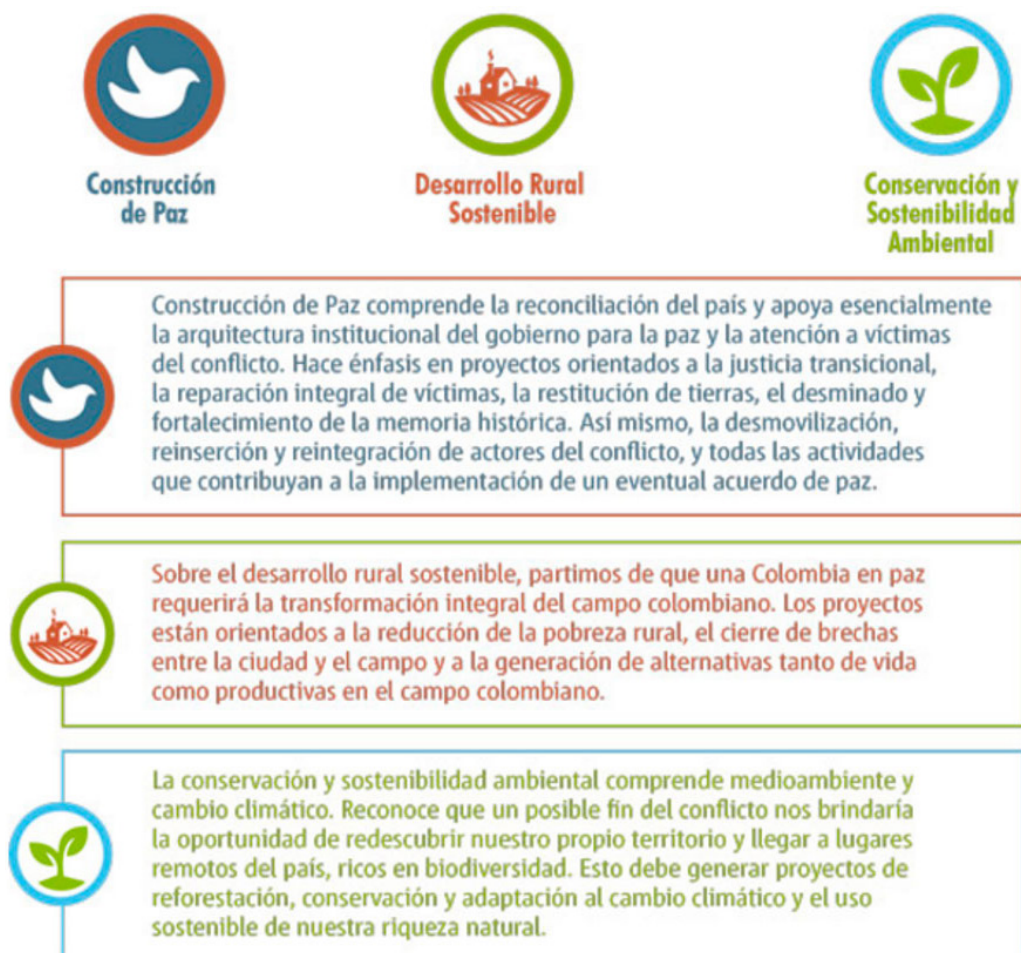 Construcción
de Paz
Desarrollo Rural
Sostenible
Conservación y
Sostenibilidad
Ambiental
Construcción de Paz comprende la reconciliación del país y apoya esencialmente
la arquitectura institucional del gobierno para la paz y la atención a víctimas
del conflicto. Hace énfasis en proyectos orientados a la justicia transicional,
la reparación integral de víctimas, la restitución de tierras, el desminado y
fortalecimiento de la memoria histórica. Así mismo, la desmovilización,
reinserción y reintegración de actores del conflicto, y todas las actividades
que contribuyan a la implementación de un eventual acuerdo de paz.
Sobre el desarrollo rural sostenible, partimos de que una Colombia en paz
requerirá la transformación integral del campo colombiano. Los proyectos
están orientados a la reducción de la pobreza rural, el cierre de brechas
entre la ciudad y el campo y a la generación de alternativas tanto de vida
como productivas en el campo colombiano.
La conservación y sostenibilidad ambiental comprende medioambiente y
cambio climático. Reconoce que un posible fin del conflicto nos brindaría
la oportunidad de redescubrir nuestro propio territorio y llegar a lugares
remotos del país, ricos en biodiversidad. Esto debe generar proyectos de
reforestación, conservación y adaptación al cambio climático y el uso
sostenible de nuestra riqueza natural.